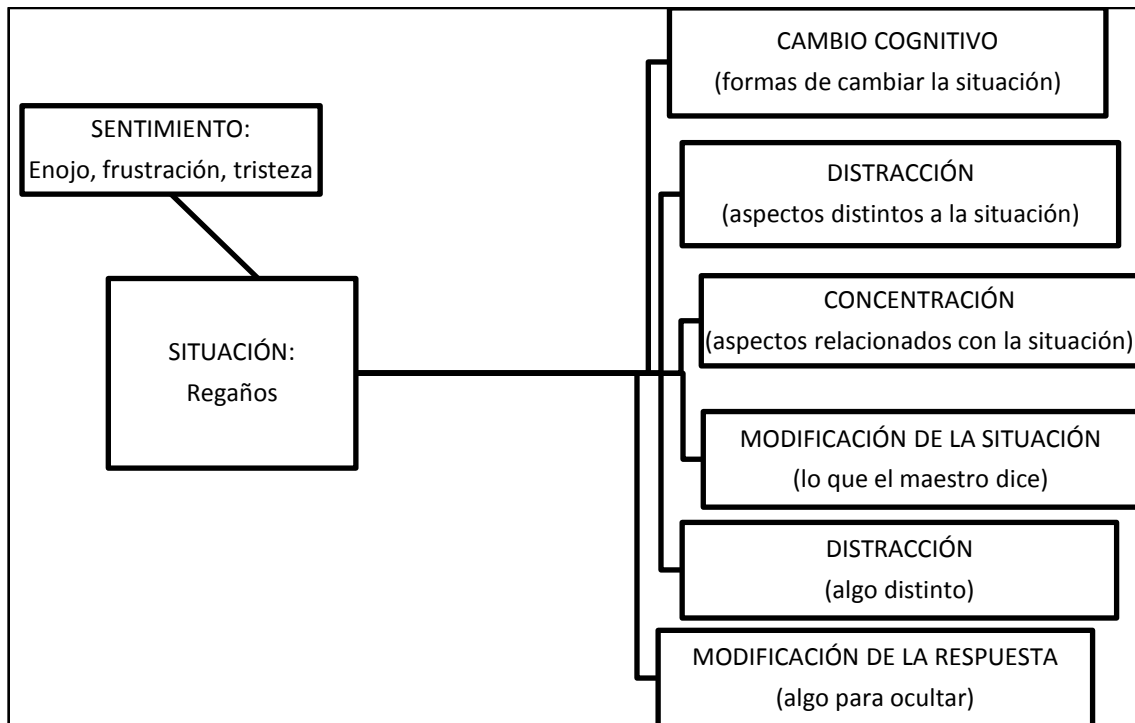 CAMBIO COGNITIVO
(formas de cambiar la situación)
SENTIMIENTO:
Enojo, frustración, tristeza
DISTRACCIÓN
(aspectos distintos a la situación)
CONCENTRACIÓN
(aspectos relacionados con la situación)
SITUACIÓN:
Regaños
MODIFICACIÓN DE LA SITUACIÓN
(lo que el maestro dice)
DISTRACCIÓN
(algo distinto)
MODIFICACIÓN DE LA RESPUESTA
(algo para ocultar)